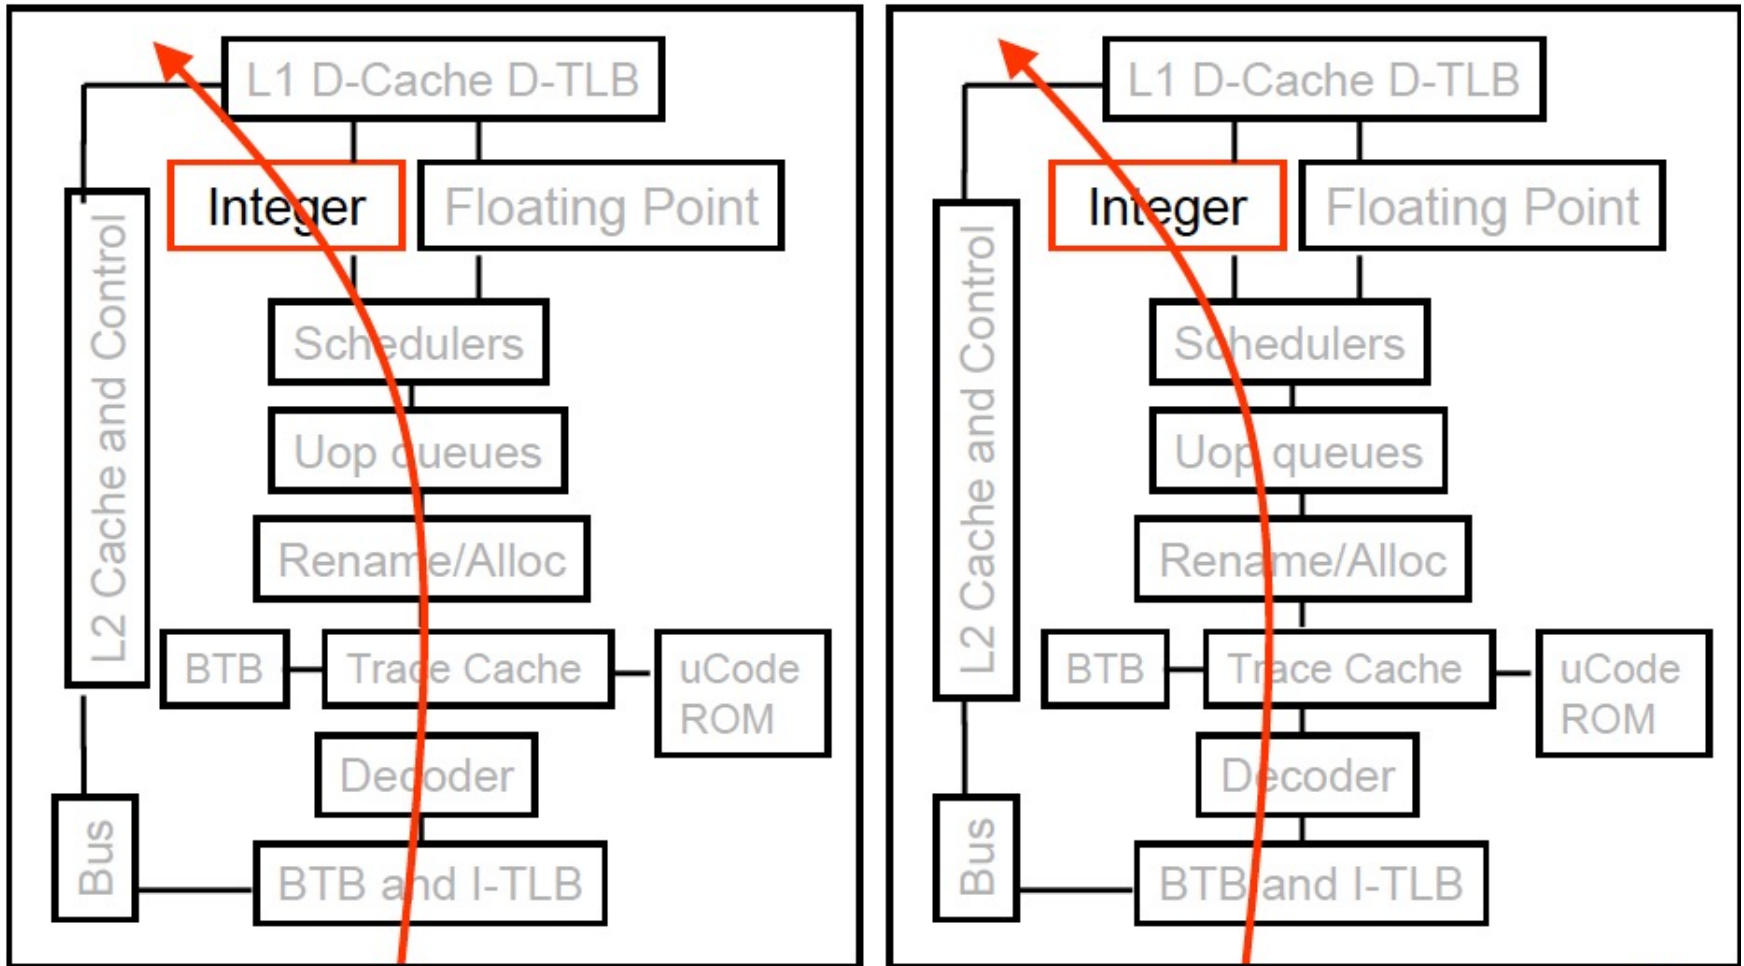 L1 D-Cache D-TLB
Integer
Floating Point
L2 Cache and Control
Schedulers
Uop queues
Rename/Alloc
BTB
Trace Cache
uCode
ROM
Decoder
Bus
BTB and I-TLB
L1 D-Cache D-TLB
Integer
Floating Point
L2 Cache and Control
Schedulers
Uop queues
Rename/Alloc
BTB
Trace Cache
uCode
ROM
Decoder
Bus
BTB and I-TLB